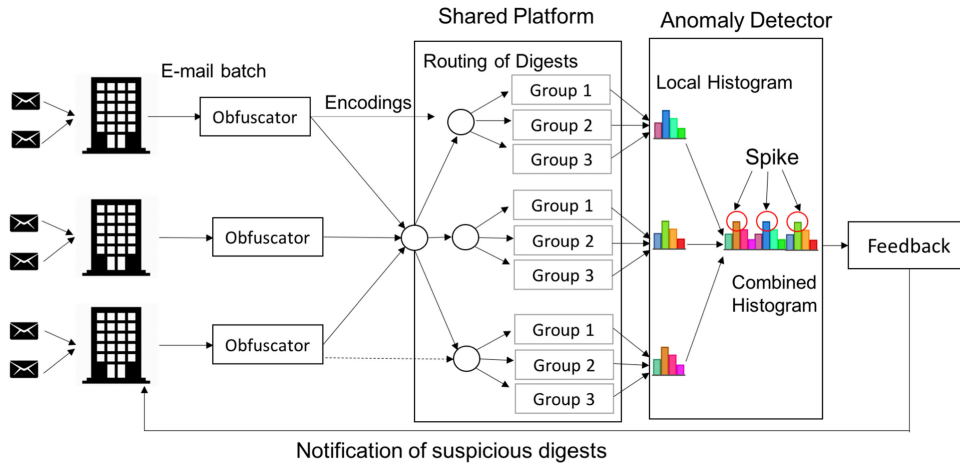 Shared Platform
Anomaly Detector
E-mail batch
Routing of Digests
Obfuscator
Encodings
Group 1
Group 2
Group 3
Local Histogram
Spike
Obfuscator
Group 1
Group 2
Group 3
Feedback
Combined
Histogram
Obfuscator
Group 1
Group 2
Group 3
Notification of suspicious digests